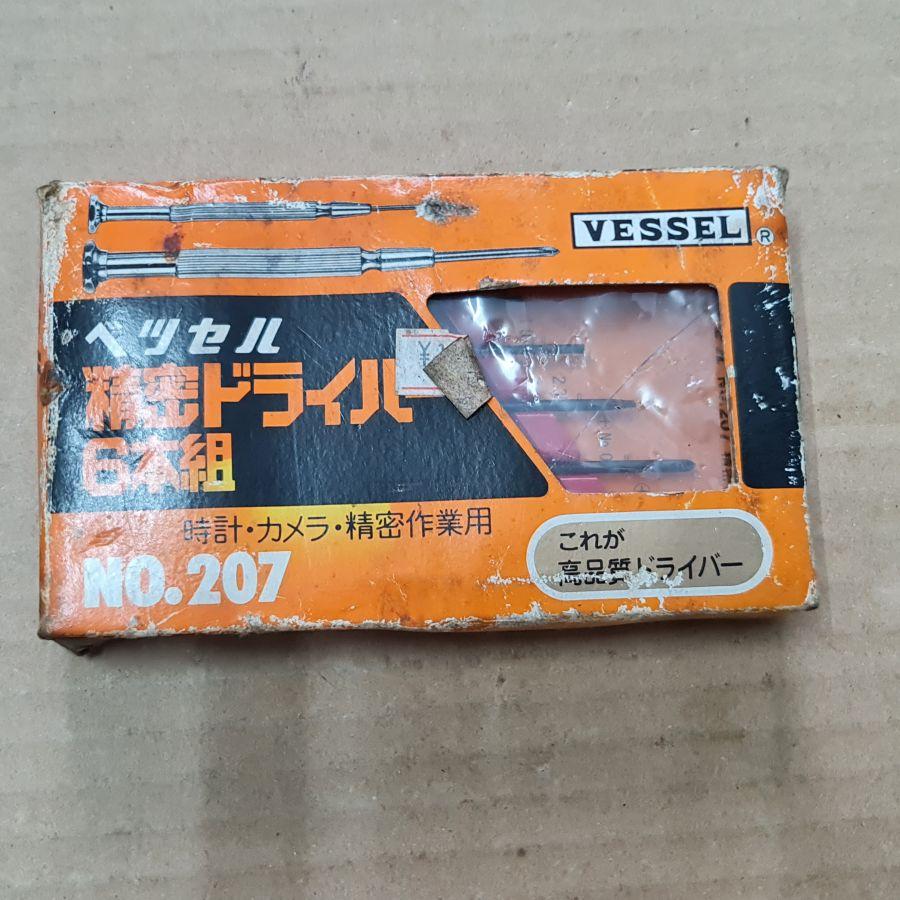 VESSEL
®
ベッセル
精密ドライバ
6本組
時計・カメラ・精密作業用
NO.207
これが
高品質ドライバー